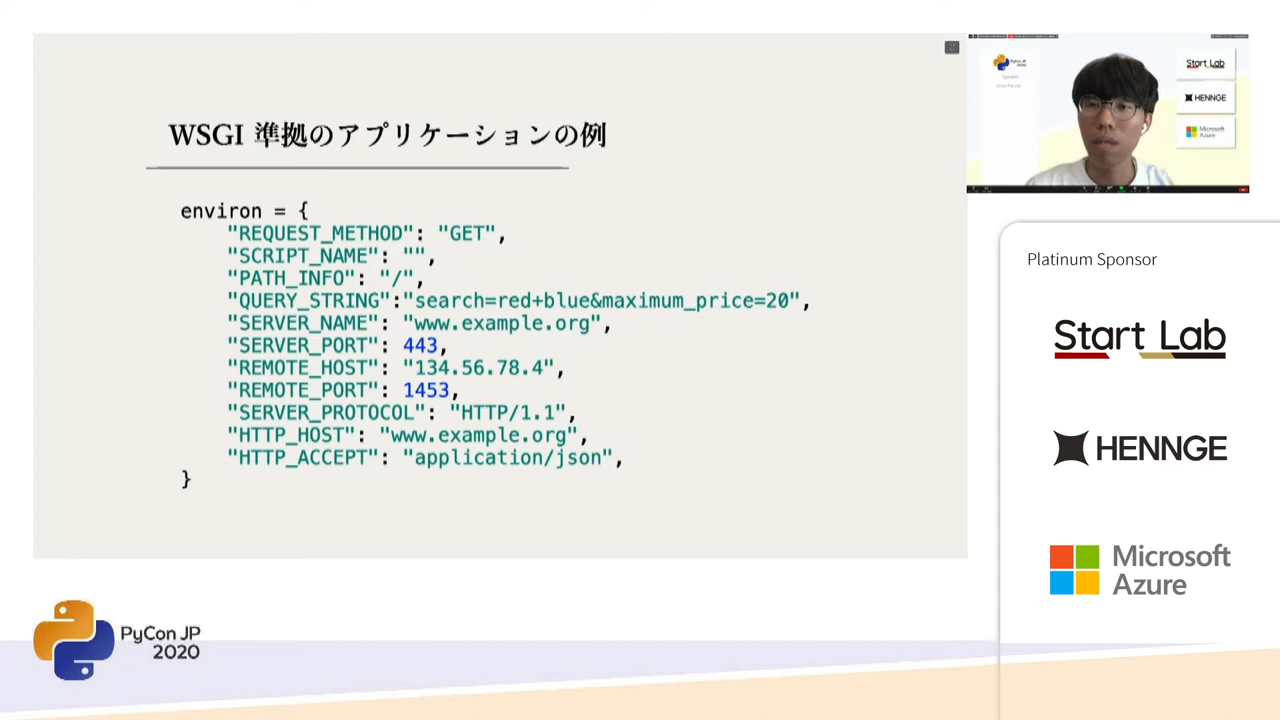 WSGI 準拠のアプリケーションの例
environ = {
"REQUEST_METHOD": "GET",
"SCRIPT_NAME": "",
"PATH_INFO": "/",
"QUERY_STRING":"search=red+blue&maximum_price=20",
"SERVER_NAME": "www.example.org",
"SERVER_PORT": 443,
"REMOTE_HOST": "134.56.78.4",
"REMOTE_PORT": 1453,
"SERVER_PROTOCOL": "HTTP/1.1",
"HTTP_HOST": "www.example.org",
"HTTP_ACCEPT": "application/json",
}
PyCon JP
2020
Start Lab
HENNGE
Microsoft
Azure
Platinum Sponsor
Start Lab
HENNGE
Microsoft
Azure
PyCon JP
2020